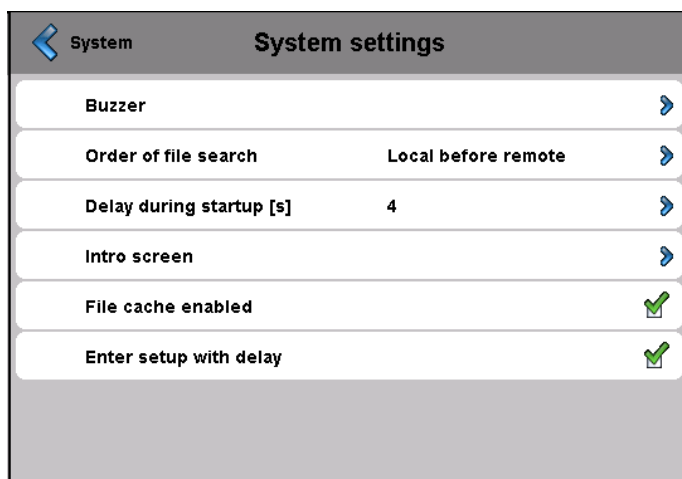 System
System settings
Buzzer
Order of file search Local before remote
Delay during startup [s] 4
Intro screen
File cache enabled
Enter setup with delay